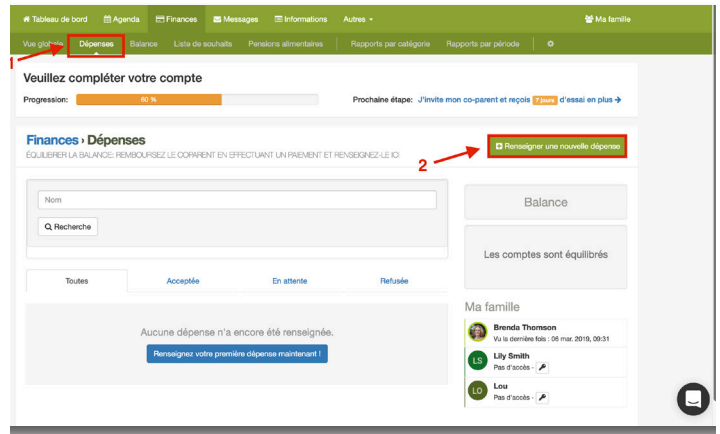 Tableau de bord Agenda Finances Messages Informations Autres Ma famille
Vue globale Dépenses Balance Liste de souhaits Pensions alimentaires Rapports par catégorie Rapports par période
1
Veuillez compléter votre compte
Progression: 60 % Prochaine étape: J'invite mon co-parent et reçois 7 jours d'essai en plus →
Finances › Dépenses
ÉQUILIBRER LA BALANCE: REMBOURSEZ LE COPARENT EN EFFECTUANT UN PAIEMENT ET RENSEIGNEZ-LE ICI
2
Renseigner une nouvelle dépense
Nom
Recherche
Balance
Les comptes sont équilibrés
Toutes Acceptée En attente Refusée
Aucune dépense n'a encore été renseignée.
Renseignez votre première dépense maintenant !
Ma famille
Brenda Thomson
Vu la dernière fois : 06 mar. 2019, 09:31
LS Lily Smith
Pas d'accès -
LO Lou
Pas d'accès -